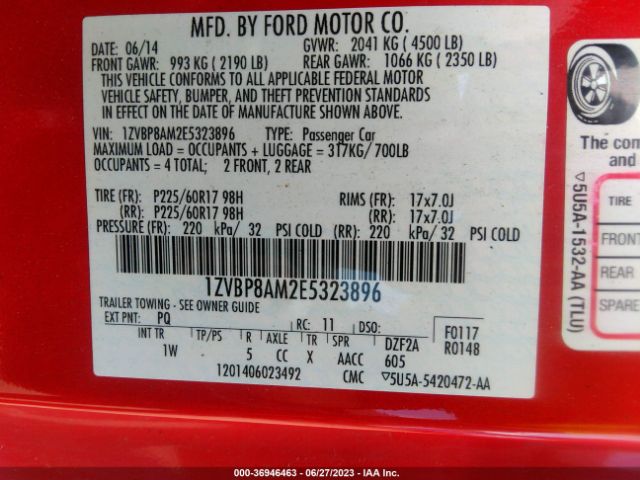 MFD. BY FORD MOTOR CO.
DATE: 06/14 GVWR: 2041 KG ( 4500 LB)
FRONT GAWR: 993 KG ( 2190 LB) REAR GAWR: 1066 KG ( 2350 LB)
THIS VEHICLE CONFORMS TO ALL APPLICABLE FEDERAL MOTOR
VEHICLE SAFETY, BUMPER, AND THEFT PREVENTION STANDARDS
IN EFFECT ON THE DATE OF MANUFACTURE SHOWN ABOVE.
VIN: 1ZVBP8AM2E5323896 TYPE: Passenger Car
MAXIMUM LOAD = OCCUPANTS + LUGGAGE = 317KG/ 700LB
OCCUPANTS = 4 TOTAL: 2 FRONT, 2 REAR
TIRE (FR): P225/60R17 98H RIMS (FR): 17x7.0J
(RR): P225/60R17 98H (RR): 17x7.0J
PRESSURE (FR): 220 kPa/ 32 PSI COLD (RR): 220 kPa/ 32 PSI COLD
1ZVBP8AM2E5323896
TRAILER TOWING - SEE OWNER GUIDE
EXT PNT: PQ RC: 11 DSO: F0117
INT TR TP/PS R AXLE TR SPR DZF2A R0148
1W 5 CC X AACC 605
1201406023492 CMC ▽5U5A-5420472-AA
The con
and
TIRE
FRONT
REAR
SPARE
▽5U5A-1532-AA (TLU)
000-36946463 - 06/27/2023 - IAA Inc.